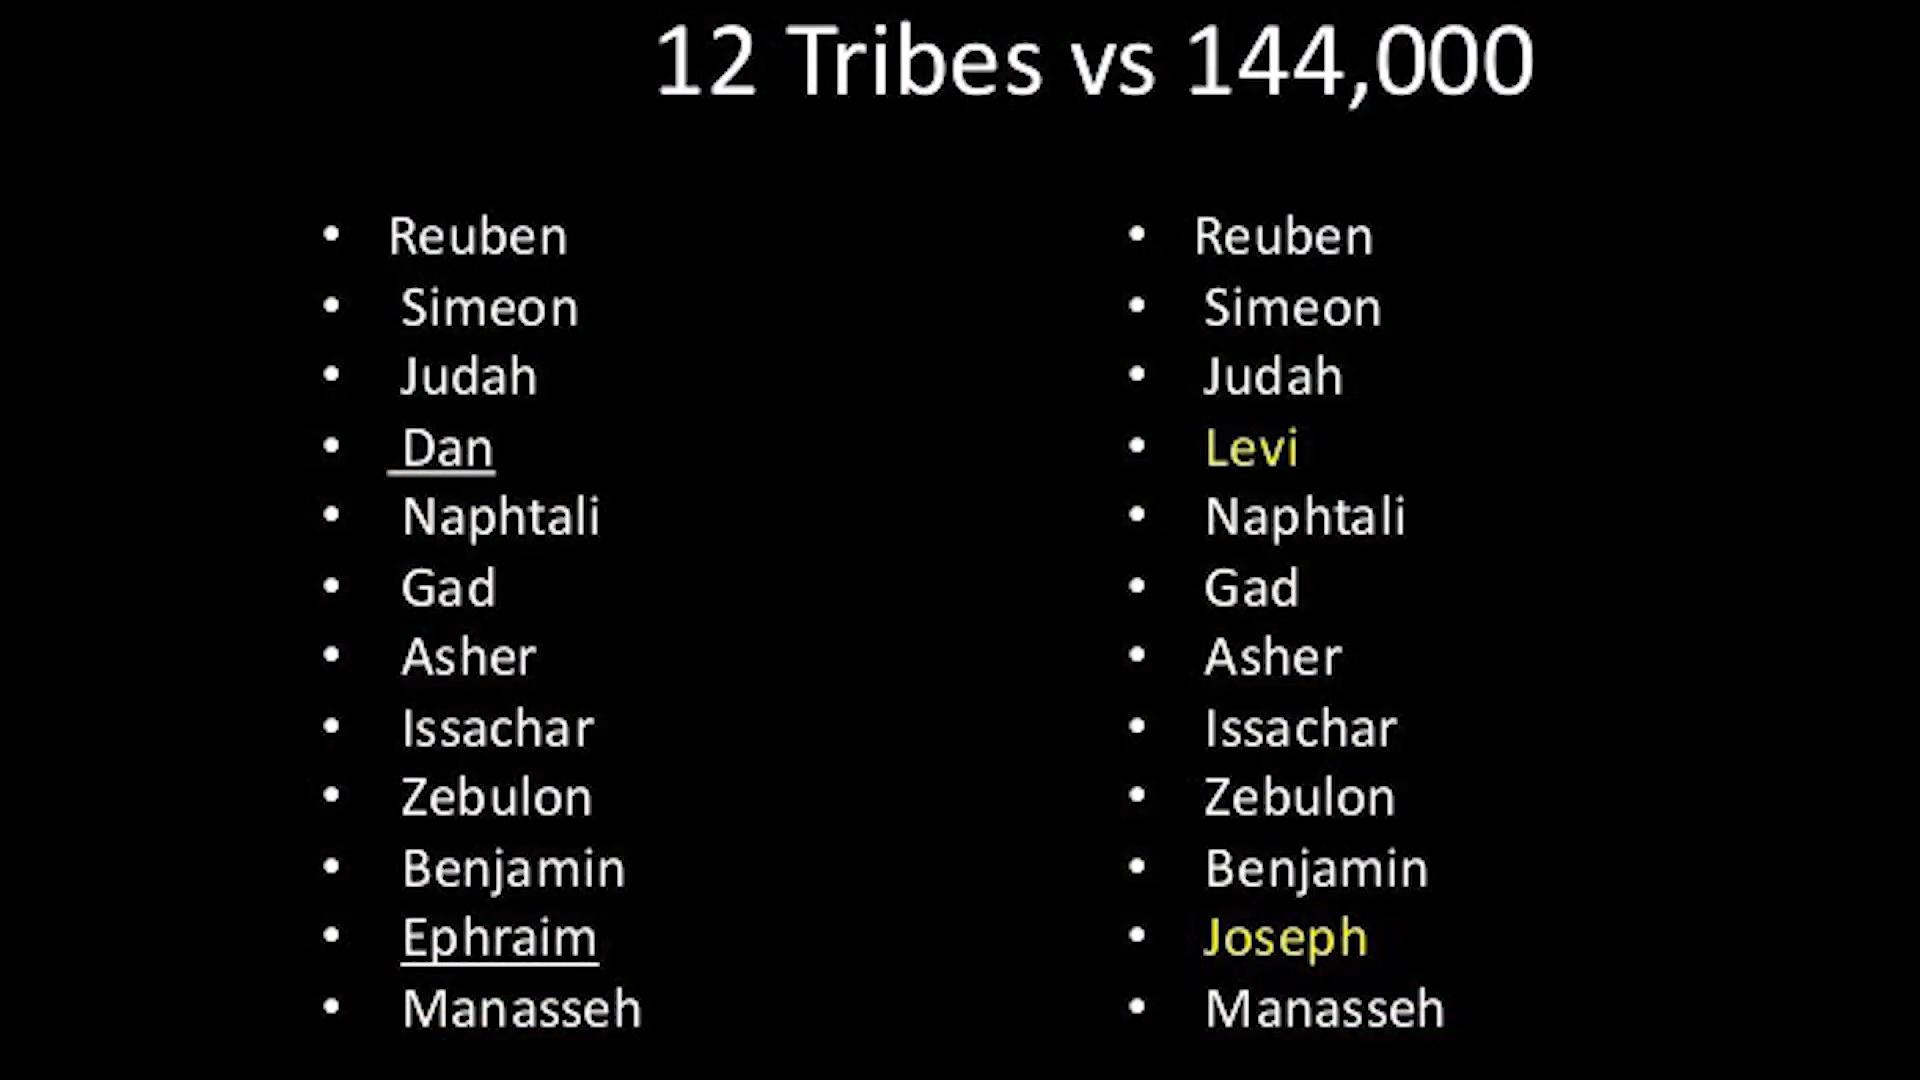 12 Tribes vs 144,000
• Reuben
• Simeon
• Judah
• Dan
• Naphtali
• Gad
• Asher
• Issachar
• Zebulon
• Benjamin
• Ephraim
• Manasseh
• Reuben
• Simeon
• Judah
• Levi
• Naphtali
• Gad
• Asher
• Issachar
• Zebulon
• Benjamin
• Joseph
• Manasseh